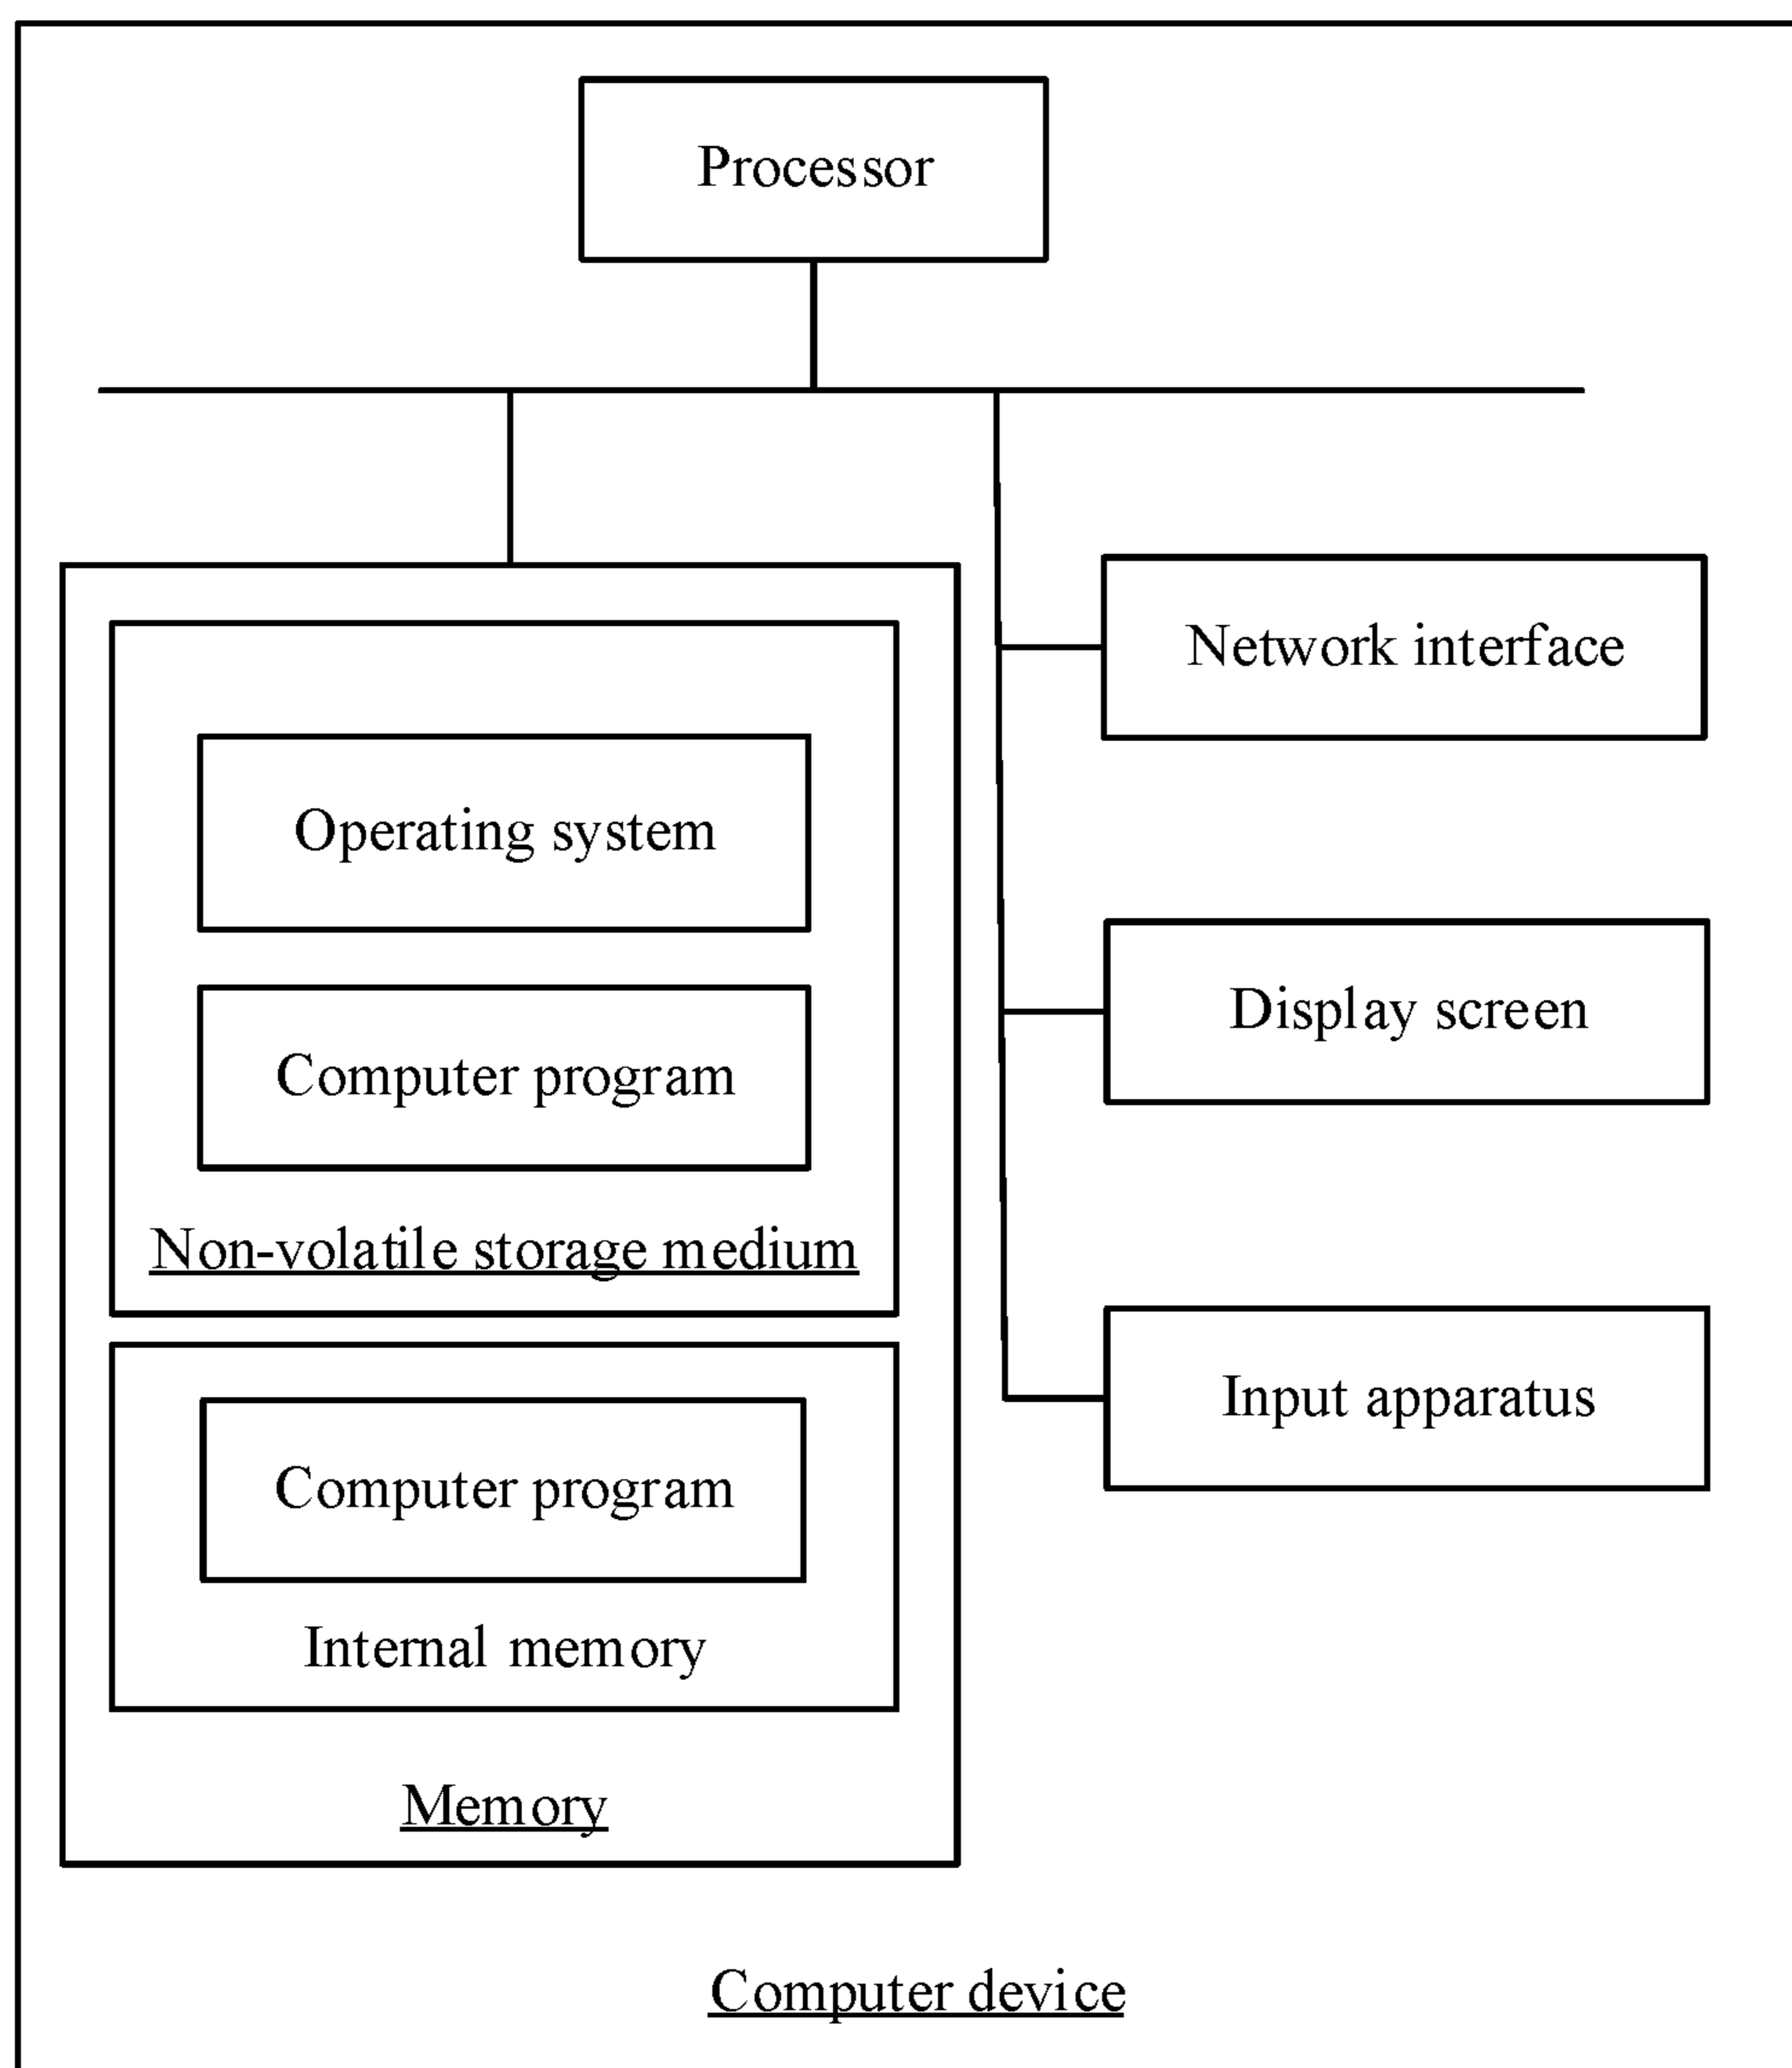 Processor
Network interface
Operating system
Display screen
Computer program
Non-volatile storage medium
Input apparatus
Computer program
Internal memory
Memory
Computer device